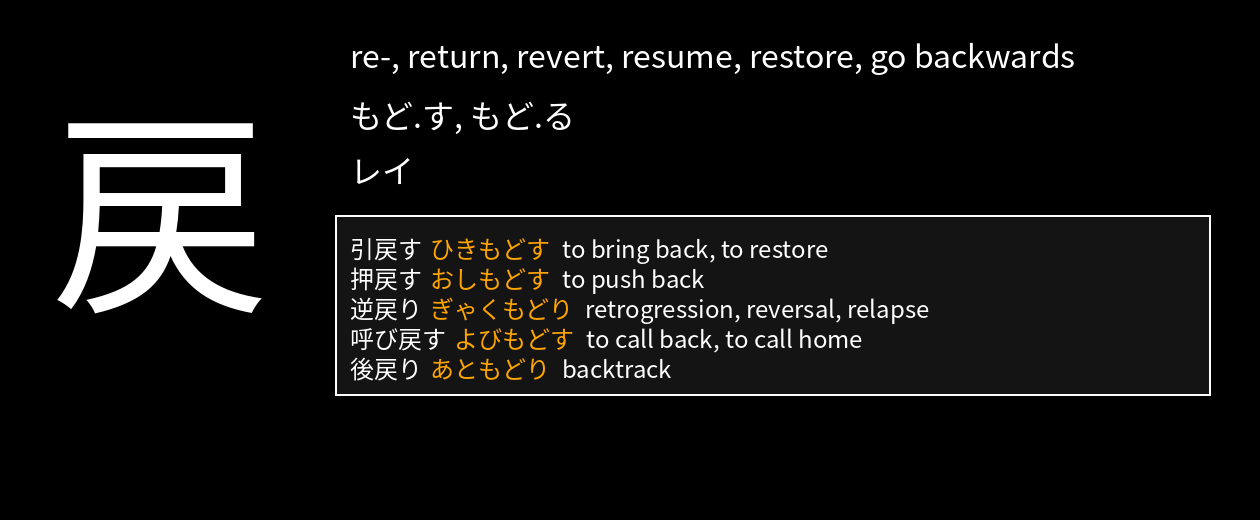 戻
re-, return, revert, resume, restore, go backwards
もど.す, もど.る
レイ
引戻す ひきもどす to bring back, to restore
押戻す おしもどす to push back
逆戻り ぎゃくもどり retrogression, reversal, relapse
呼び戻す よびもどす to call back, to call home
後戻り あともどり backtrack